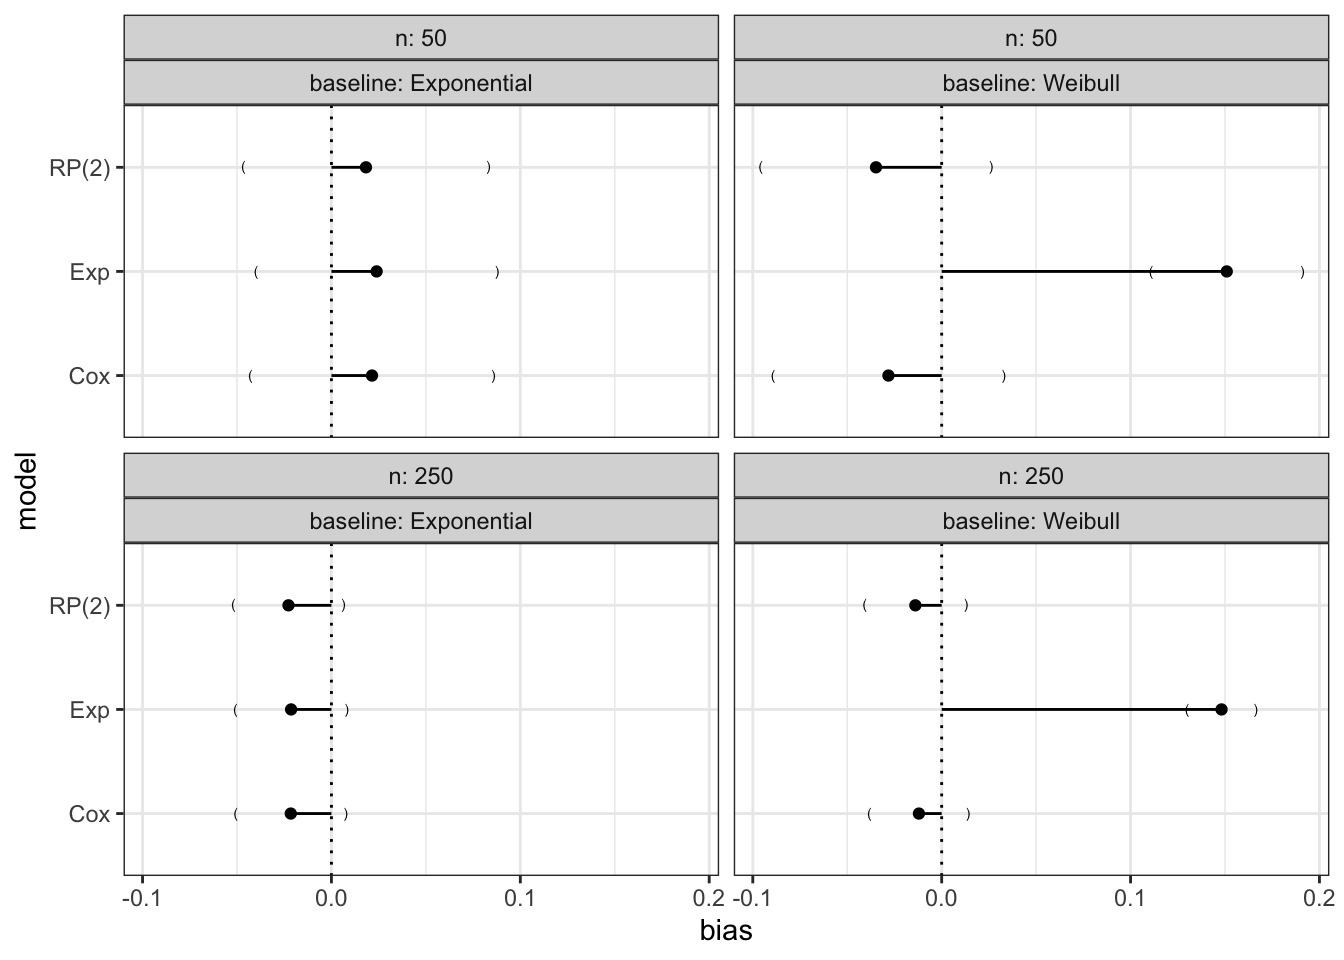 n: 50
n: 50
baseline: Exponential
baseline: Weibull
RP(2)
( )
( )
Exp
( )
( )
Cox
( )
( )
model
n: 250
n: 250
baseline: Exponential
baseline: Weibull
RP(2)
( )
( )
Exp
( )
( )
Cox
( )
( )
-0.1 0.0 0.1 0.2
-0.1 0.0 0.1 0.2
bias